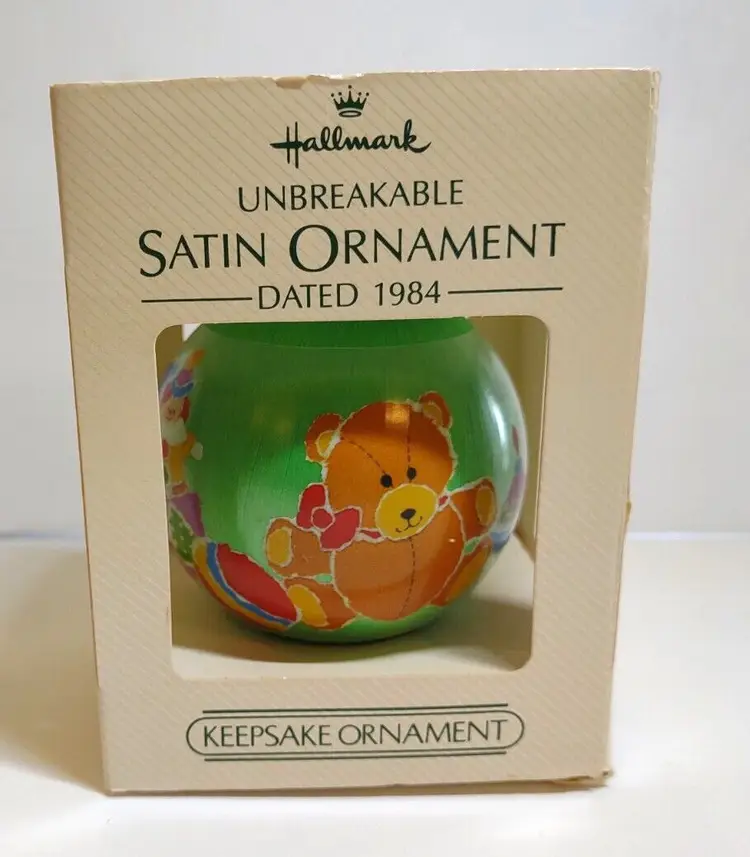 Hallmark
UNBREAKABLE
SATIN ORNAMENT
DATED 1984
KEEPSAKE ORNAMENT